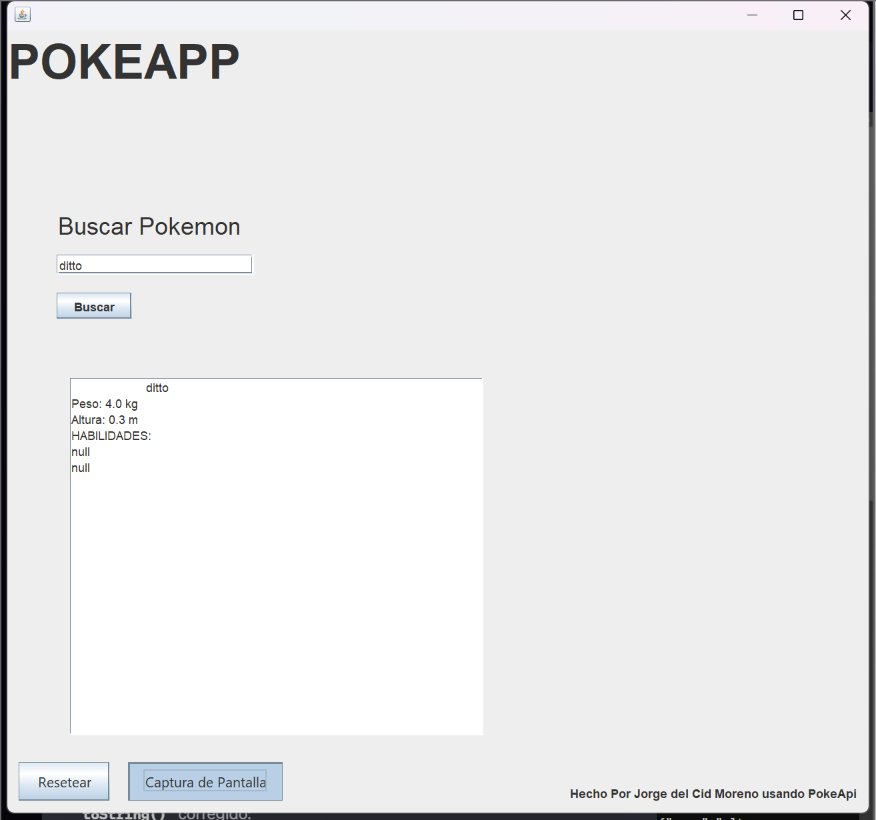 POKEAPP
Buscar Pokemon
ditto
Buscar
ditto
Peso: 4.0 kg
Altura: 0.3 m
HABILIDADES:
null
null
Resetear
Captura de Pantalla
Hecho Por Jorge del Cid Moreno usando PokeApi
toString() corregido: